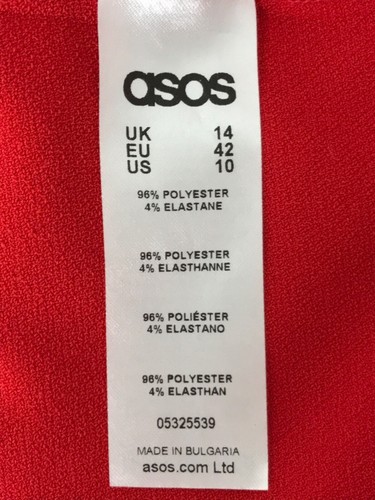 asos
UK 14
EU 42
US 10
96% POLYESTER
4% ELASTANE
96% POLYESTER
4% ELASTHANNE
96% POLIÉSTER
4% ELASTANO
96% POLYESTER
4% ELASTHAN
05325539
MADE IN BULGARIA
asos.com Ltd